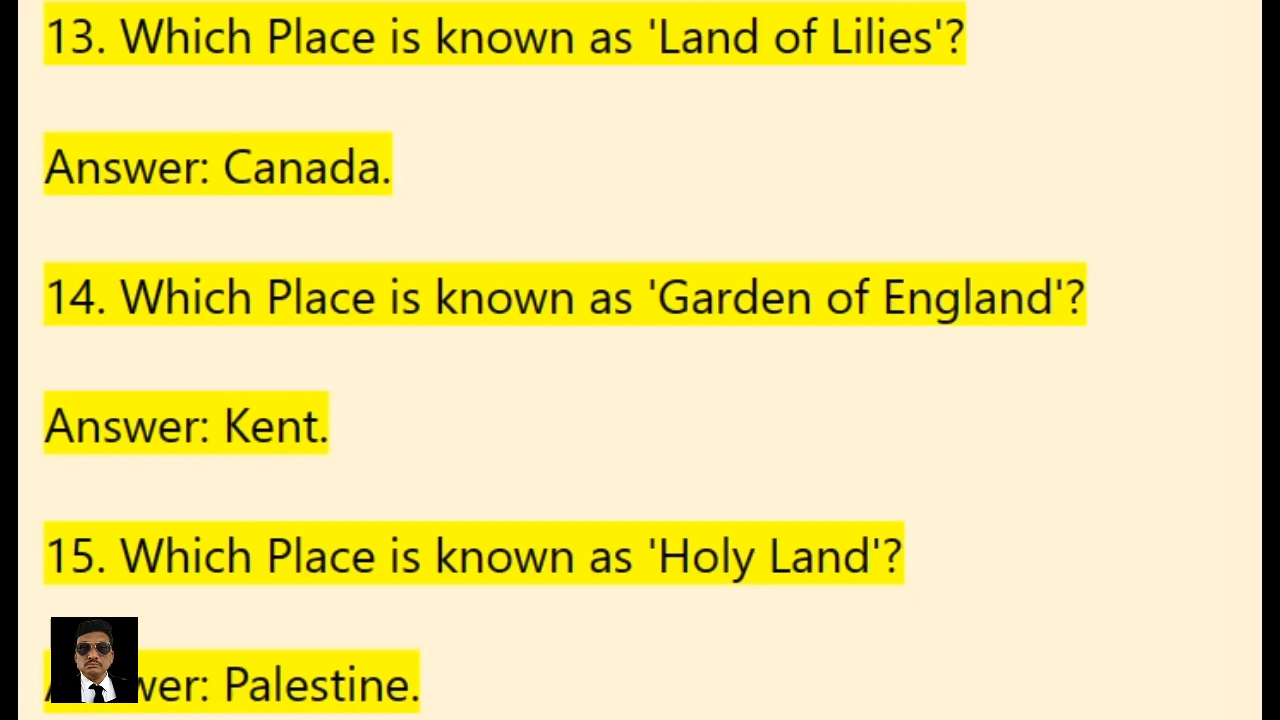 13. Which Place is known as 'Land of Lilies'?
Answer: Canada.
14. Which Place is known as 'Garden of England'?
Answer: Kent.
15. Which Place is known as 'Holy Land'?
wer: Palestine.